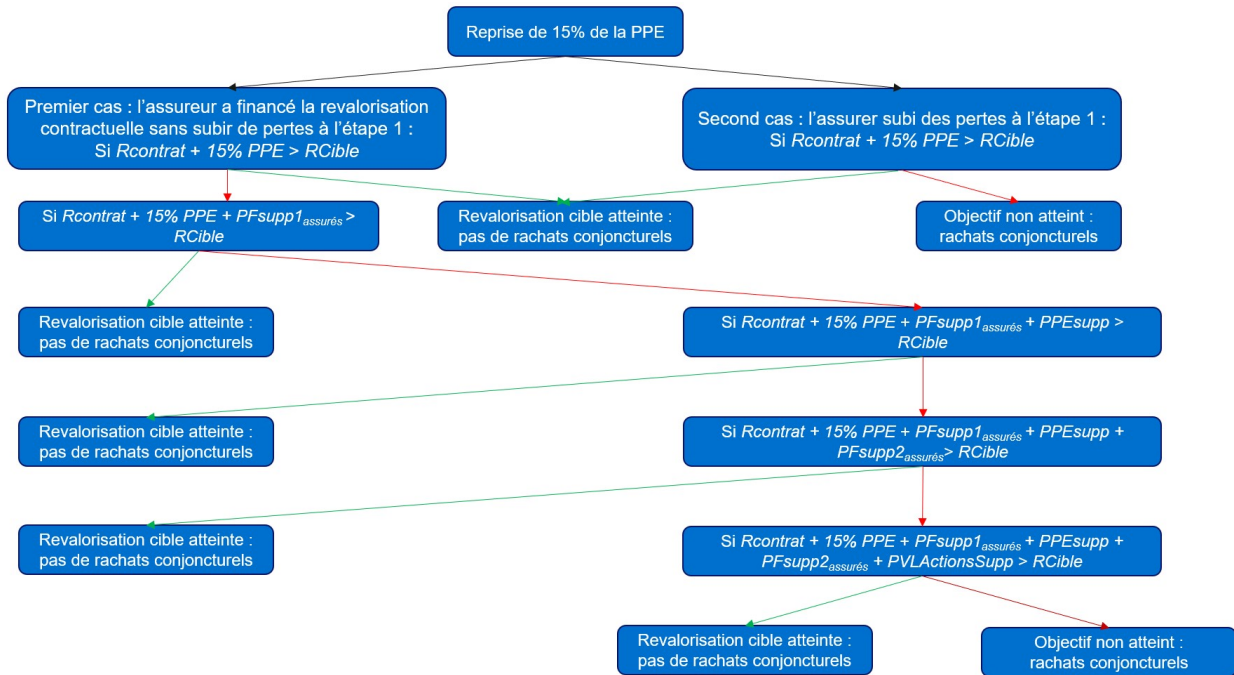 Reprise de 15% de la PPE
Premier cas : l’assureur a financé la revalorisation
contractuelle sans subir de pertes à l’étape 1 :
Si Rcontrat + 15% PPE > RCible
Second cas : l’assurer subi des pertes à l’étape 1 :
Si Rcontrat + 15% PPE > RCible
Si Rcontrat + 15% PPE + PFsupp1assurés >
RCible
Revalorisation cible atteinte :
pas de rachats conjoncturels
Objectif non atteint :
rachats conjoncturels
Revalorisation cible atteinte :
pas de rachats conjoncturels
Si Rcontrat + 15% PPE + PFsupp1assurés + PPEsupp >
RCible
Revalorisation cible atteinte :
pas de rachats conjoncturels
Si Rcontrat + 15% PPE + PFsupp1assurés + PPEsupp +
PFsupp2assurés> RCible
Revalorisation cible atteinte :
pas de rachats conjoncturels
Si Rcontrat + 15% PPE + PFsupp1assurés + PPEsupp +
PFsupp2assurés + PVLActionsSupp > RCible
Revalorisation cible atteinte :
pas de rachats conjoncturels
Objectif non atteint :
rachats conjoncturels